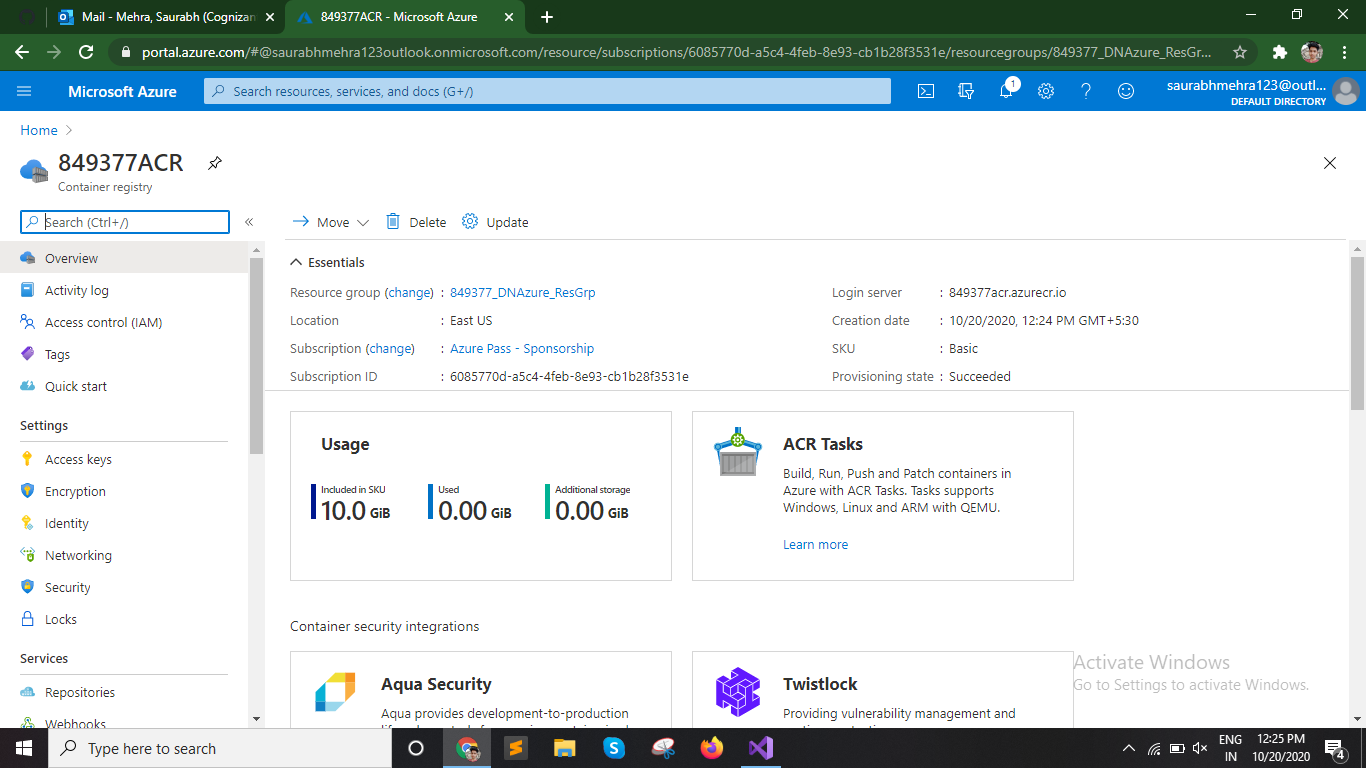 Mail - Mehra, Saurabh (Cognizan
849377ACR - Microsoft Azure
portal.azure.com/#@saurabhmehra123outlook.onmicrosoft.com/resource/subscriptions/6085770d-a5c4-4feb-8e93-cb1b28f3531e/resourcegroups/849377_DNAzure_ResGr...
Microsoft Azure
Search resources, services, and docs (G+/)
1
saurabhmehra123@outl...
DEFAULT DIRECTORY
Home
849377ACR
Container registry
Search (Ctrl+/)
Move
Delete
Update
Overview
Activity log
Access control (IAM)
Tags
Quick start
Settings
Access keys
Encryption
Identity
Networking
Security
Locks
Services
Repositories
Webhooks
Essentials
Resource group (change) : 849377_DNAzure_ResGrp
Location : East US
Subscription (change) : Azure Pass - Sponsorship
Subscription ID : 6085770d-a5c4-4feb-8e93-cb1b28f3531e
Login server : 849377acr.azurecr.io
Creation date : 10/20/2020, 12:24 PM GMT+5:30
SKU : Basic
Provisioning state : Succeeded
Usage
Included in SKU
10.0 GiB
Used
0.00 GiB
Additional storage
0.00 GiB
ACR Tasks
Build, Run, Push and Patch containers in
Azure with ACR Tasks. Tasks supports
Windows, Linux and ARM with QEMU.
Learn more
Container security integrations
Aqua Security
Aqua provides development-to-production
Twistlock
Providing vulnerability management and
Activate Windows
Go to Settings to activate Windows.
Type here to search
ENG
IN
12:25 PM
10/20/2020
4